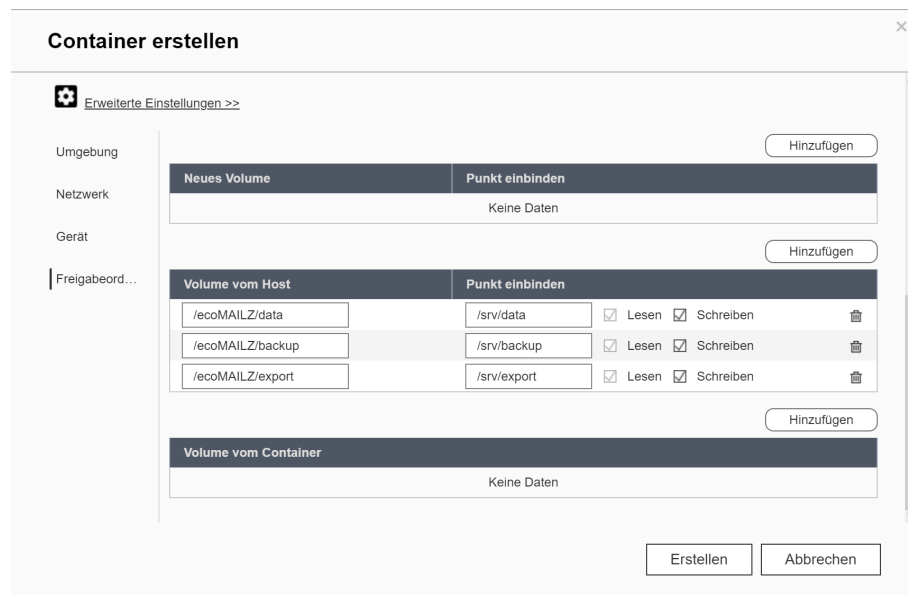 Container erstellen
Erweiterte Einstellungen >>
Umgebung
Netzwerk
Gerät
Freigabeord...
Hinzufügen
Neues Volume Punkt einbinden
Keine Daten
Hinzufügen
Volume vom Host Punkt einbinden
/ecoMAILZ/data /srv/data Lesen Schreiben
/ecoMAILZ/backup /srv/backup Lesen Schreiben
/ecoMAILZ/export /srv/export Lesen Schreiben
Hinzufügen
Volume vom Container
Keine Daten
Erstellen Abbrechen